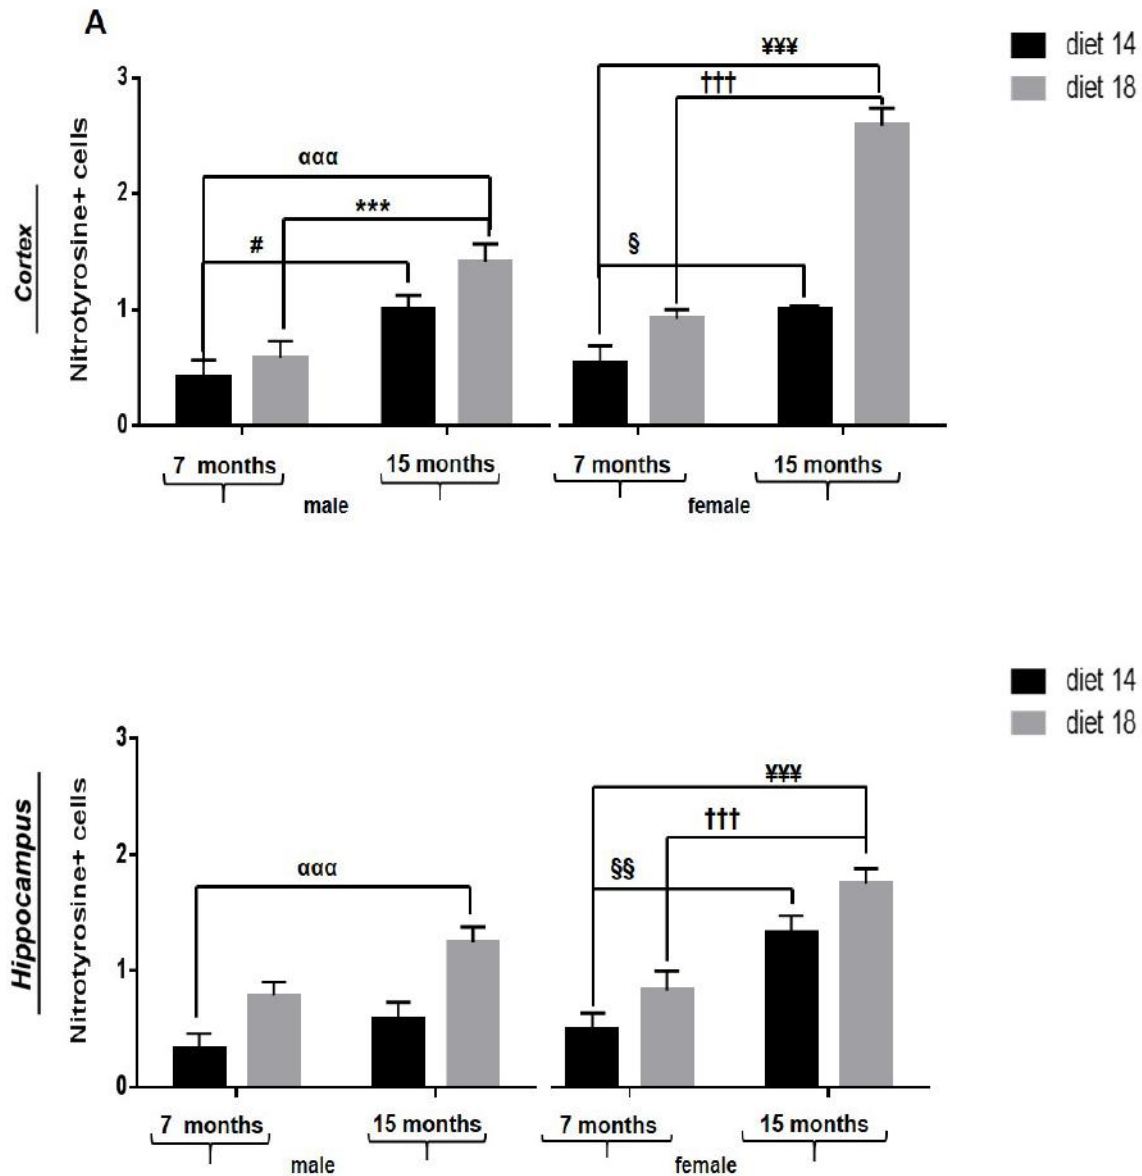 A
diet 14
diet 18
¥¥¥
†††
ααα
***
#
§
3
2
1
0
Cortex
Nitrotyrosine+ cells
7 months
15 months
7 months
15 months
male
female
diet 14
diet 18
¥¥¥
†††
§§
ααα
3
2
1
0
Hippocampus
Nitrotyrosine+ cells
7 months
15 months
7 months
15 months
male
female